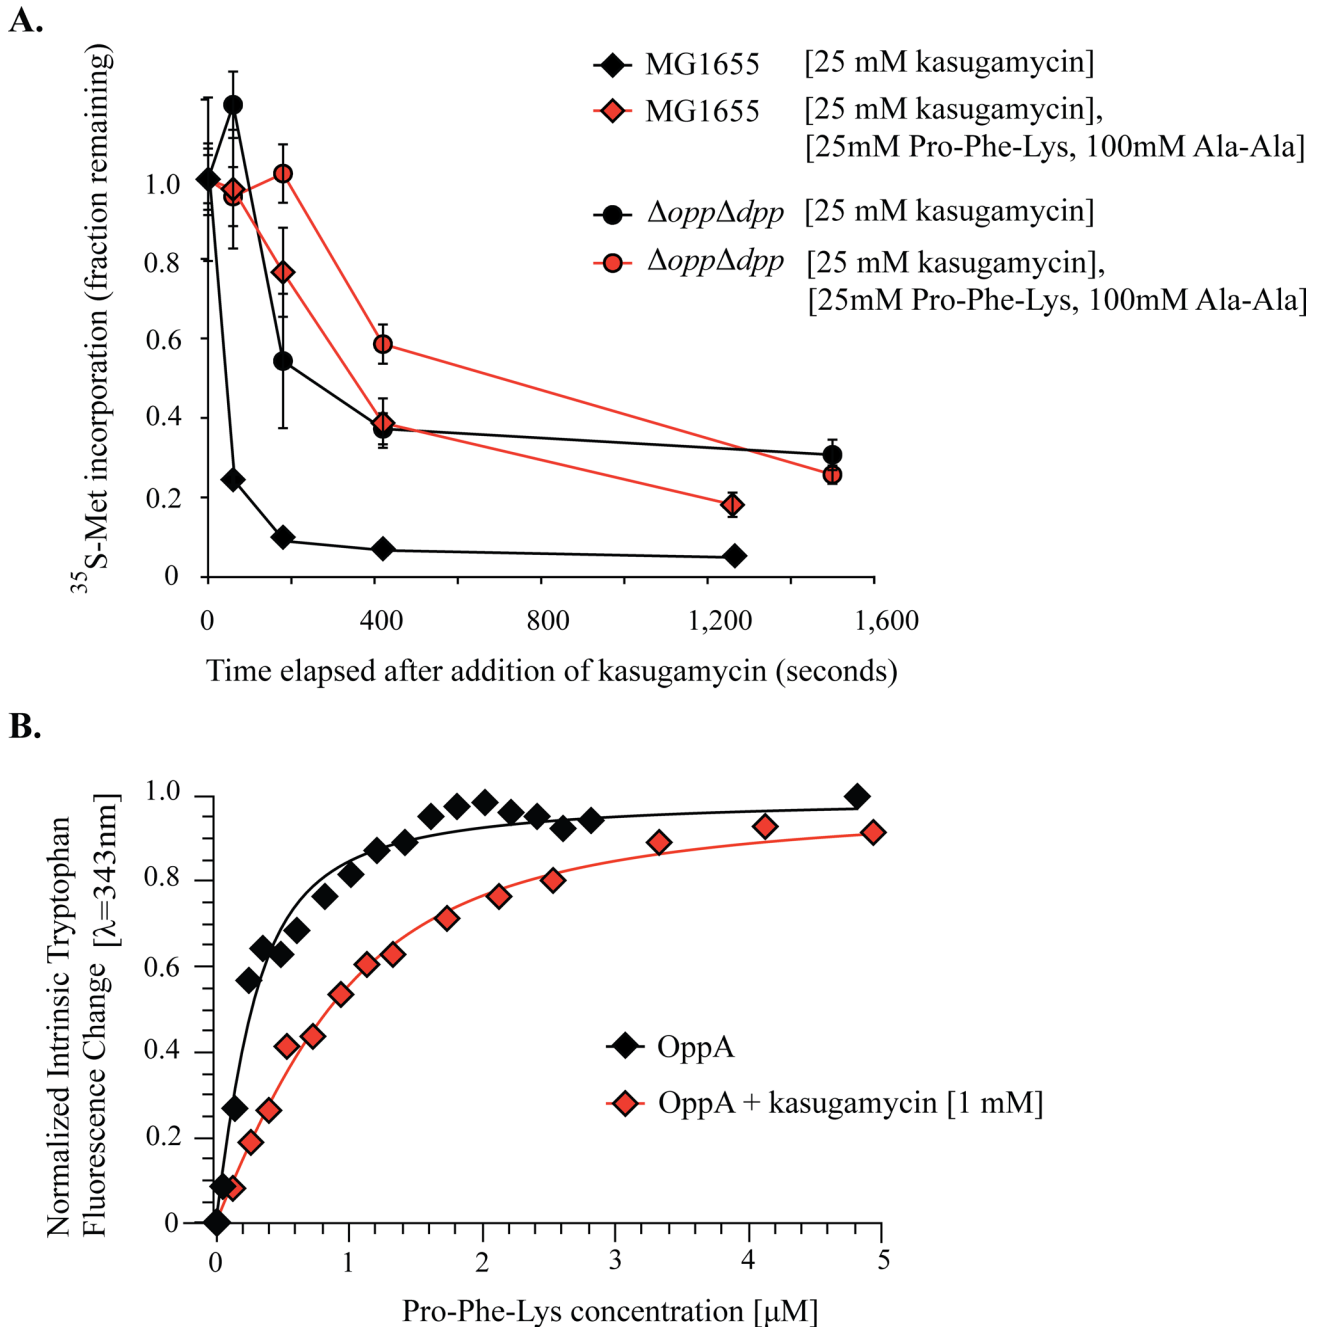 A.
³⁵S-Met incorporation (fraction remaining)
1.0
0.8
0.6
0.4
0.2
0
0 400 800 1,200 1,600
Time elapsed after addition of kasugamycin (seconds)
MG1655 [25 mM kasugamycin]
MG1655 [25 mM kasugamycin],
[25mM Pro-Phe-Lys, 100mM Ala-Ala]
ΔoppΔdpp [25 mM kasugamycin]
ΔoppΔdpp [25 mM kasugamycin],
[25mM Pro-Phe-Lys, 100mM Ala-Ala]
B.
Normalized Intrinsic Tryptophan
Fluorescence Change [λ=343nm]
1.0
0.8
0.6
0.4
0.2
0
0 1 2 3 4 5
Pro-Phe-Lys concentration [μM]
OppA
OppA + kasugamycin [1 mM]